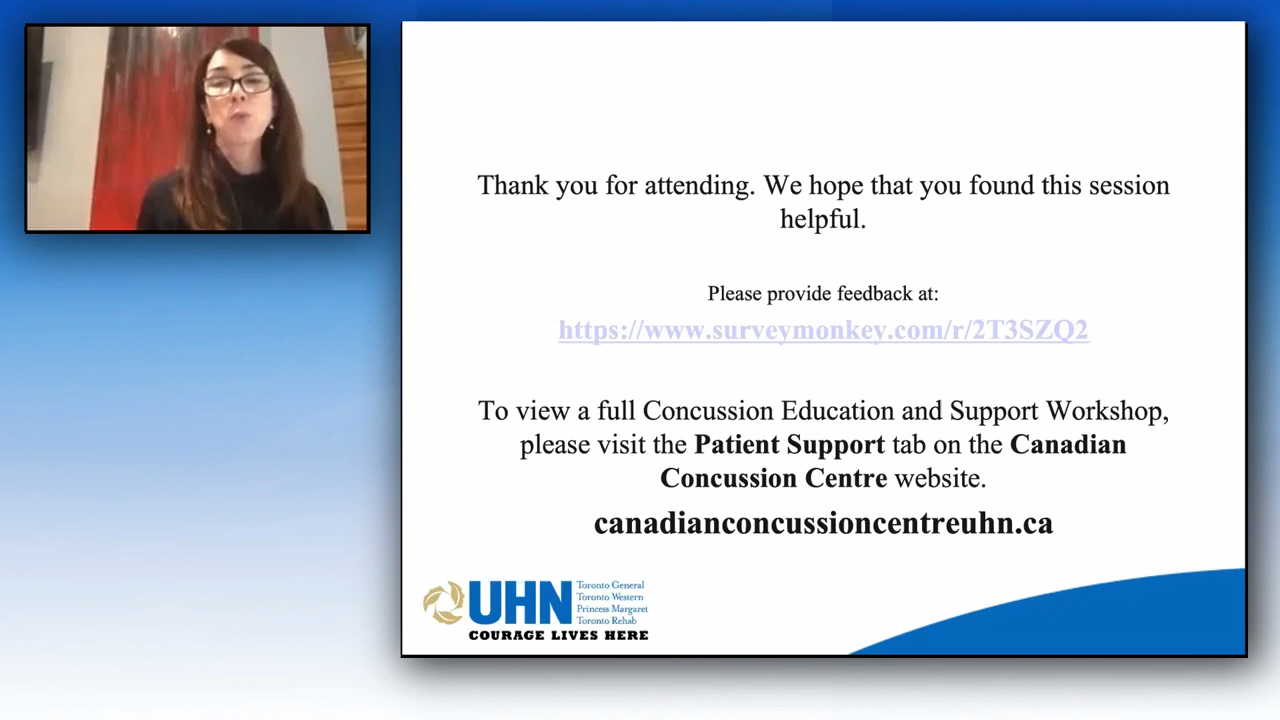 Thank you for attending. We hope that you found this session
helpful.
Please provide feedback at:
https://www.surveymonkey.com/r/2T3SZQ2
To view a full Concussion Education and Support Workshop,
please visit the Patient Support tab on the Canadian
Concussion Centre website.
canadianconcussioncentreuhn.ca
UHN
Toronto General
Toronto Western
Princess Margaret
Toronto Rehab
COURAGE LIVES HERE